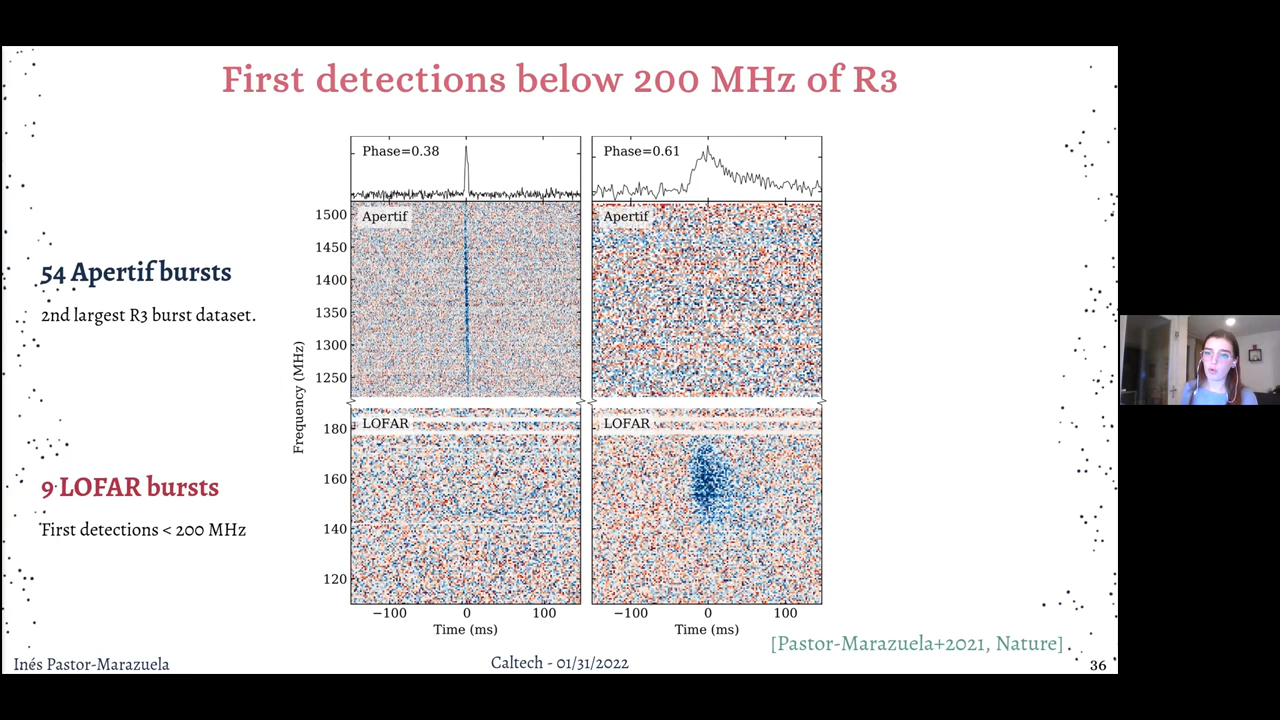 First detections below 200 MHz of R3
54 Apertif bursts
2nd largest R3 burst dataset.
9 LOFAR bursts
First detections < 200 MHz
Phase=0.38
Phase=0.61
Apertif
Apertif
1500
1450
1400
1350
1300
1250
Frequency (MHz)
LOFAR
LOFAR
180
160
140
120
−100 0 100
−100 0 100
Time (ms)
Time (ms)
[Pastor-Marazuela+2021, Nature]
Inés Pastor-Marazuela
Caltech - 01/31/2022
36